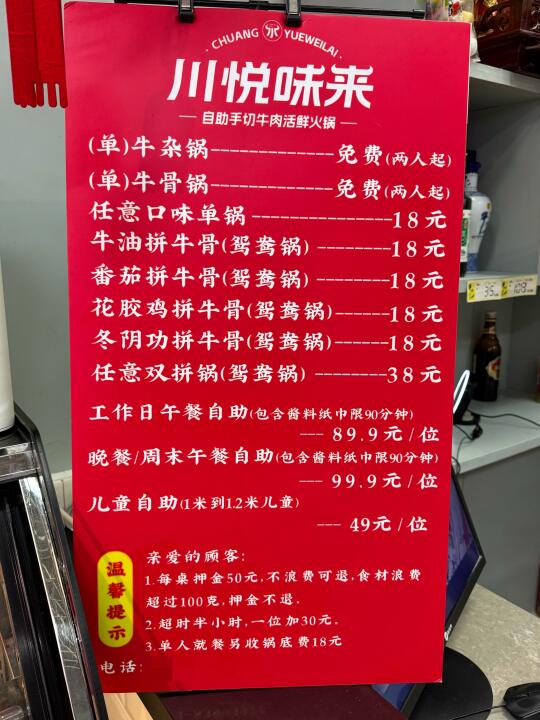 CHUANG YUEWEILAI
川悦味来
自助手切牛肉活鲜火锅
(单)牛杂锅-------------免费(两人起)
(单)牛骨锅-------------免费(两人起)
任意口味单锅---------------18元
牛油拼牛骨(鸳鸯锅)--------18元
番茄拼牛骨(鸳鸯锅)--------18元
花胶鸡拼牛骨(鸳鸯锅)------18元
冬阴功拼牛骨(鸳鸯锅)------18元
任意双拼锅(鸳鸯锅)--------38元
工作日午餐自助(包含酱料纸巾限90分钟)
--- 89.9元/位
晚餐/周末午餐自助(包含酱料纸巾限90分钟)
--- 99.9元/位
儿童自助(1米到1.2米儿童)
--- 49元/位
温馨提示
亲爱的顾客:
1.每桌押金50元,不浪费可退,食材浪费
超过100克,押金不退.
2.超时半小时,一位加30元.
3.单人就餐另收锅底费18元
电话: